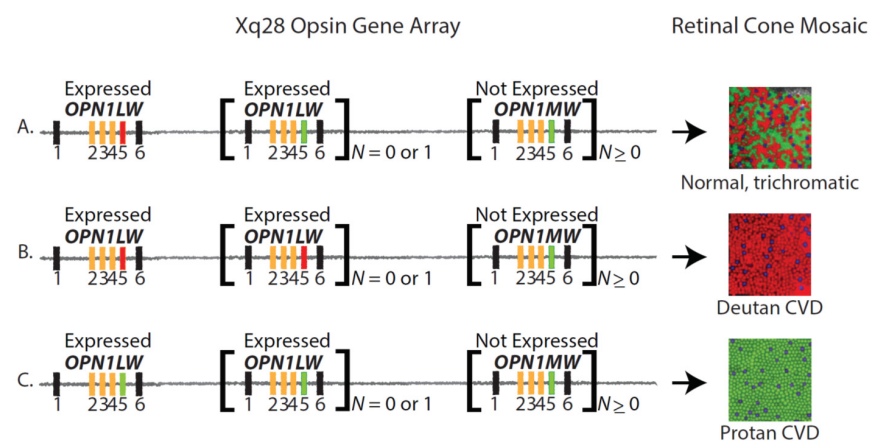 Xq28 Opsin Gene Array Retinal Cone Mosaic
Expressed Expressed Not Expressed
OPN1LW OPN1LW OPN1MW
A.
1 2345 6 1 2345 6 N = 0 or 1 1 2345 6 N ≥ 0
Normal, trichromatic
Expressed Expressed Not Expressed
OPN1LW OPN1LW OPN1MW
B.
1 2345 6 1 2345 6 N = 0 or 1 1 2345 6 N ≥ 0
Deutan CVD
Expressed Expressed Not Expressed
OPN1LW OPN1LW OPN1MW
C.
1 2345 6 1 2345 6 N = 0 or 1 1 2345 6 N ≥ 0
Protan CVD